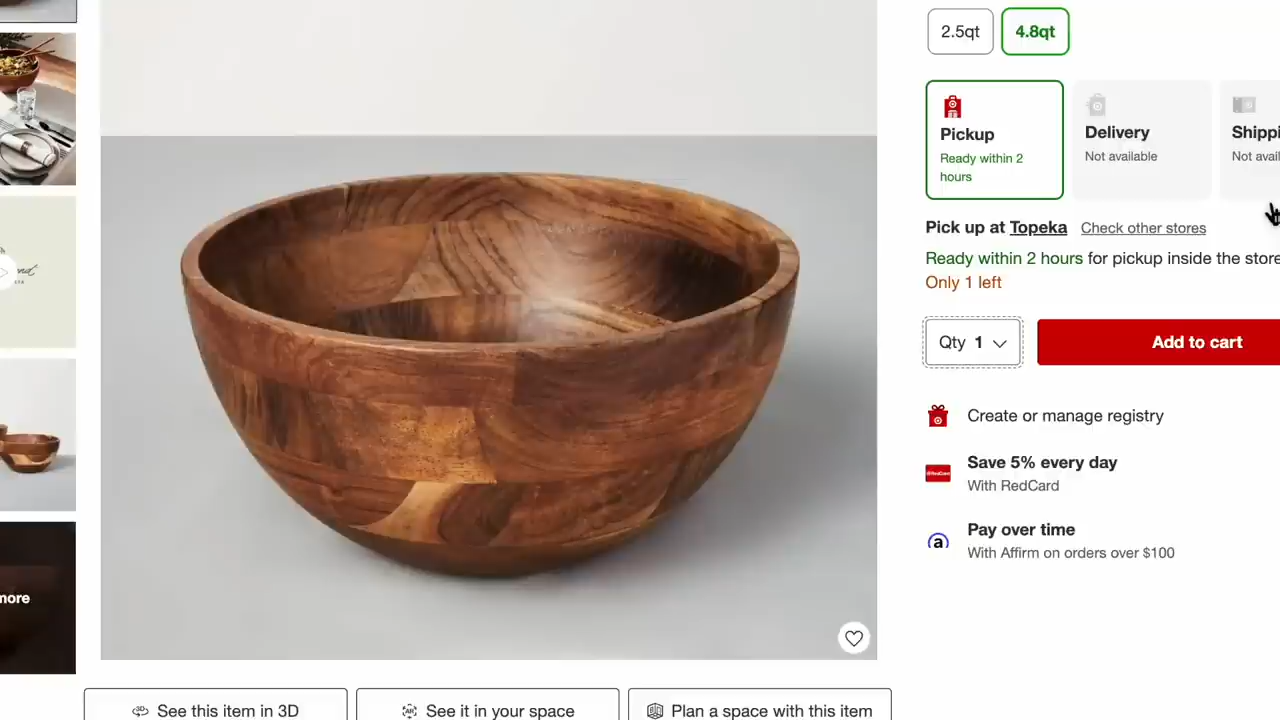 2.5qt
4.8qt
Pickup
Ready within 2
hours
Delivery
Not available
Shippi
Not avail
Pick up at Topeka
Check other stores
Ready within 2 hours for pickup inside the store
Only 1 left
Qty 1
Add to cart
Create or manage registry
Save 5% every day
With RedCard
Pay over time
With Affirm on orders over $100
more
See this item in 3D
See it in your space
Plan a space with this item